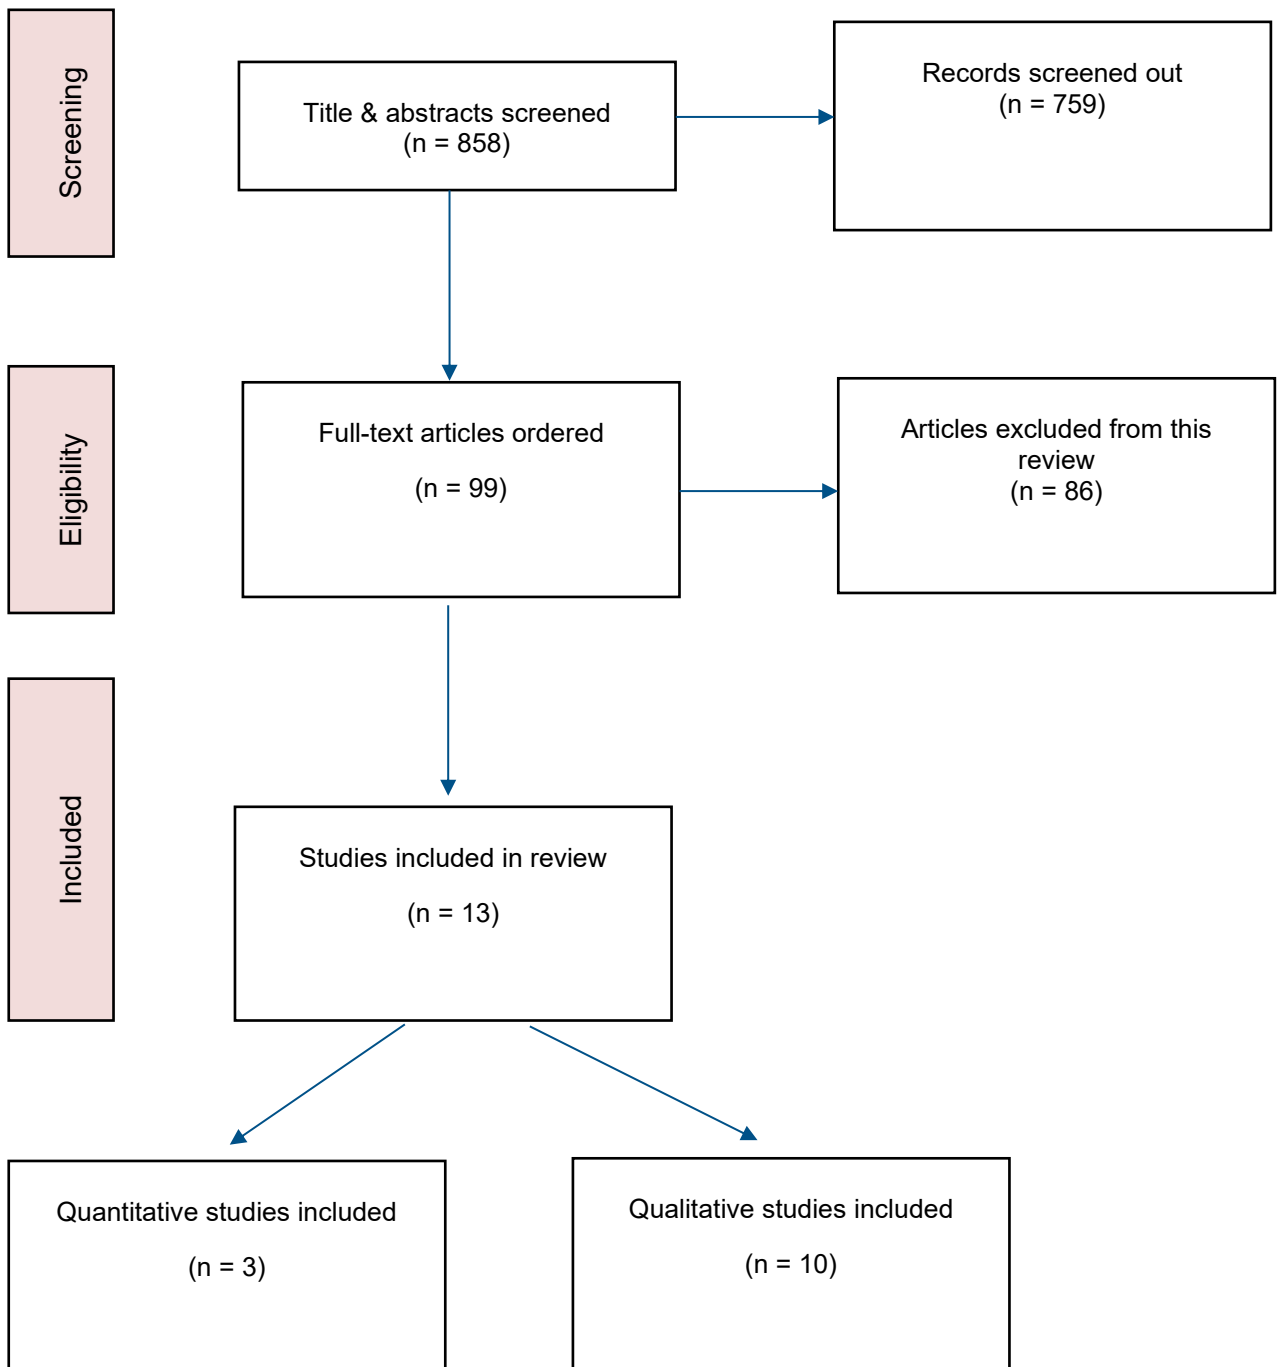 Screening
Title & abstracts screened
(n = 858)
Records screened out
(n = 759)
Eligibility
Full-text articles ordered
(n = 99)
Articles excluded from this
review
(n = 86)
Included
Studies included in review
(n = 13)
Quantitative studies included
(n = 3)
Qualitative studies included
(n = 10)